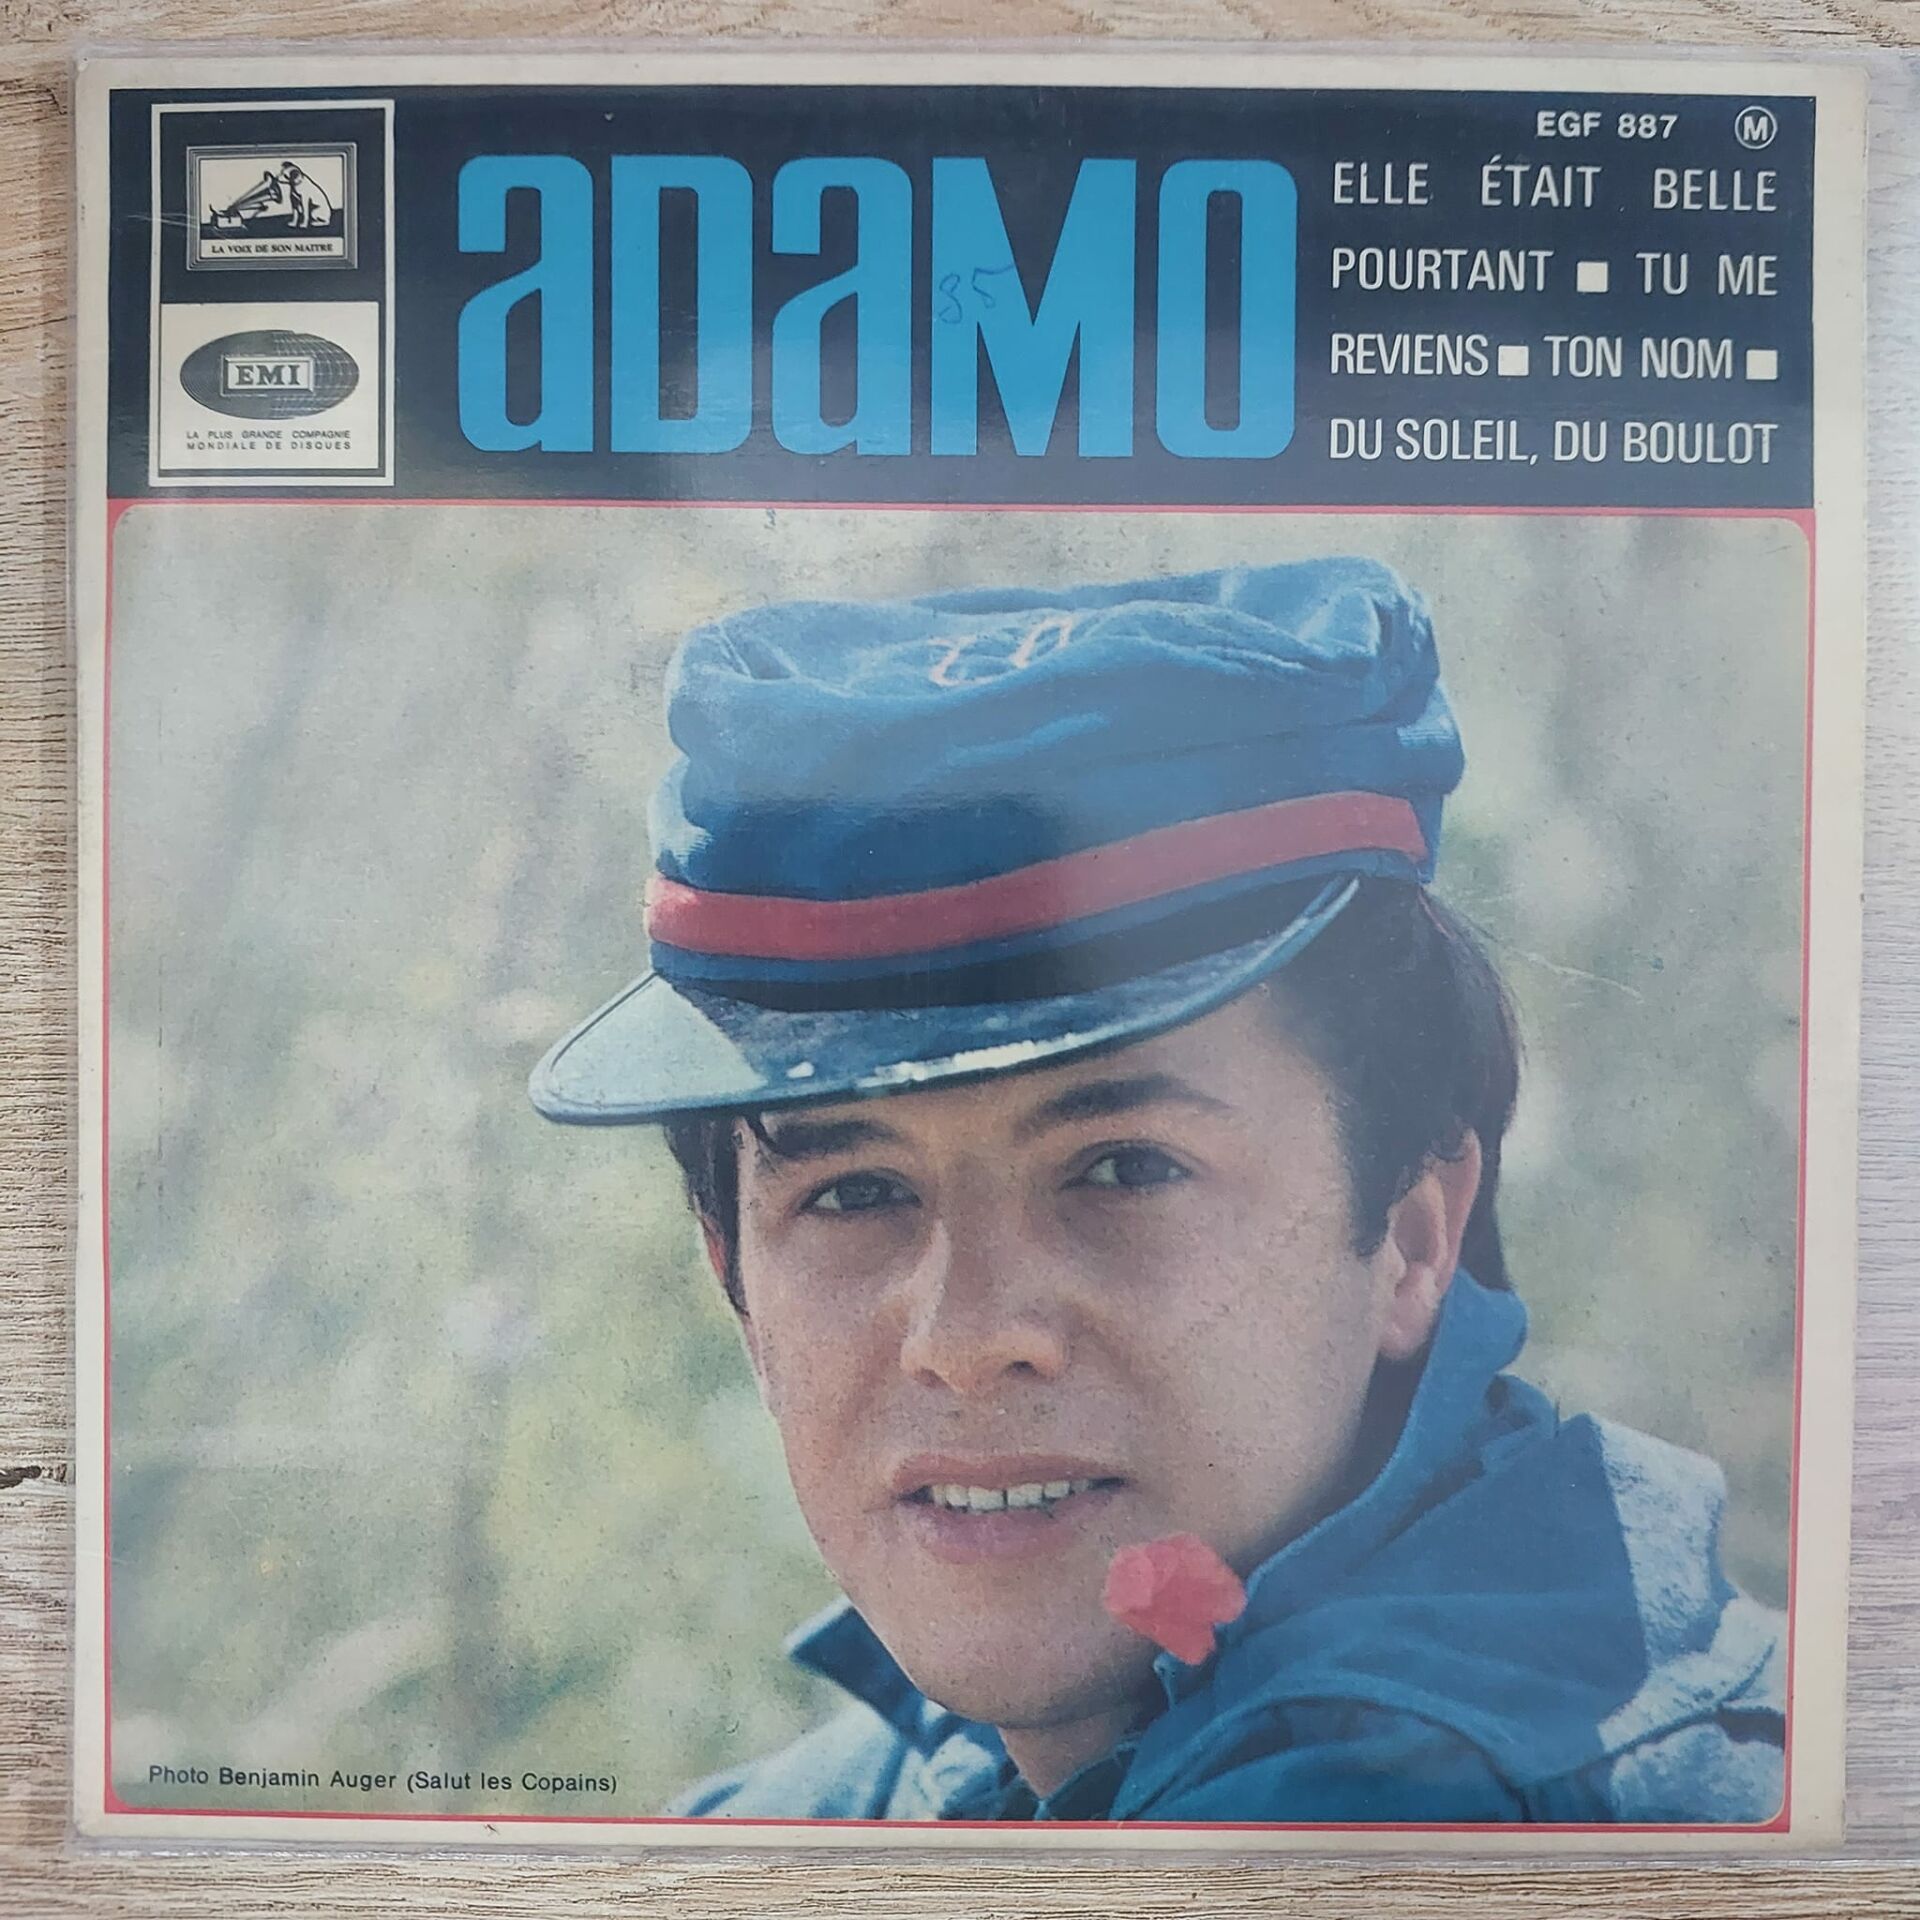 EGF 887 Ⓜ
LA VOIX DE SON MAITRE
EMI
LA PLUS GRANDE COMPAGNIE
MONDIALE DE DISQUES
aDaMO
85
ELLE ÉTAIT BELLE
POURTANT ■ TU ME
REVIENS ■ TON NOM ■
DU SOLEIL, DU BOULOT
Photo Benjamin Auger (Salut les Copains)